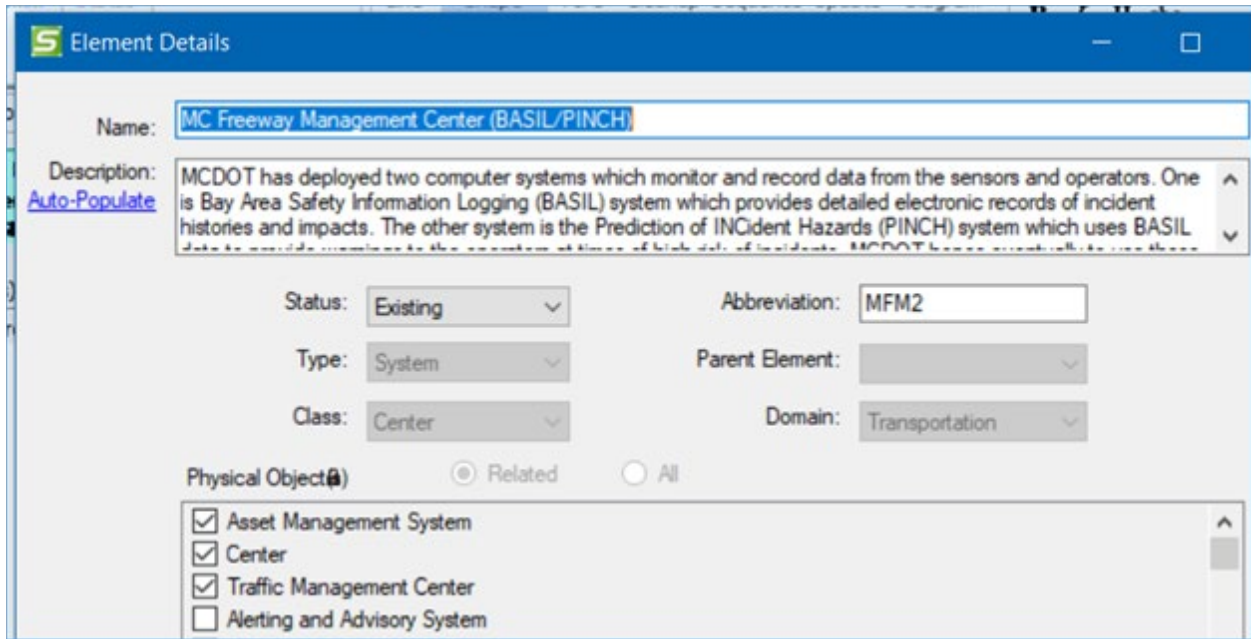 Element Details
Name: MC Freeway Management Center (BASIL/PINCH)
Description: MCDOT has deployed two computer systems which monitor and record data from the sensors and operators. One
Auto-Populate is Bay Area Safety Information Logging (BASIL) system which provides detailed electronic records of incident
histories and impacts. The other system is the Prediction of INCident Hazards (PINCH) system which uses BASIL
Status: Existing Abbreviation: MFM2
Type: System Parent Element:
Class: Center Domain: Transportation
Physical Object Related All
Asset Management System
Center
Traffic Management Center
Alerting and Advisory System